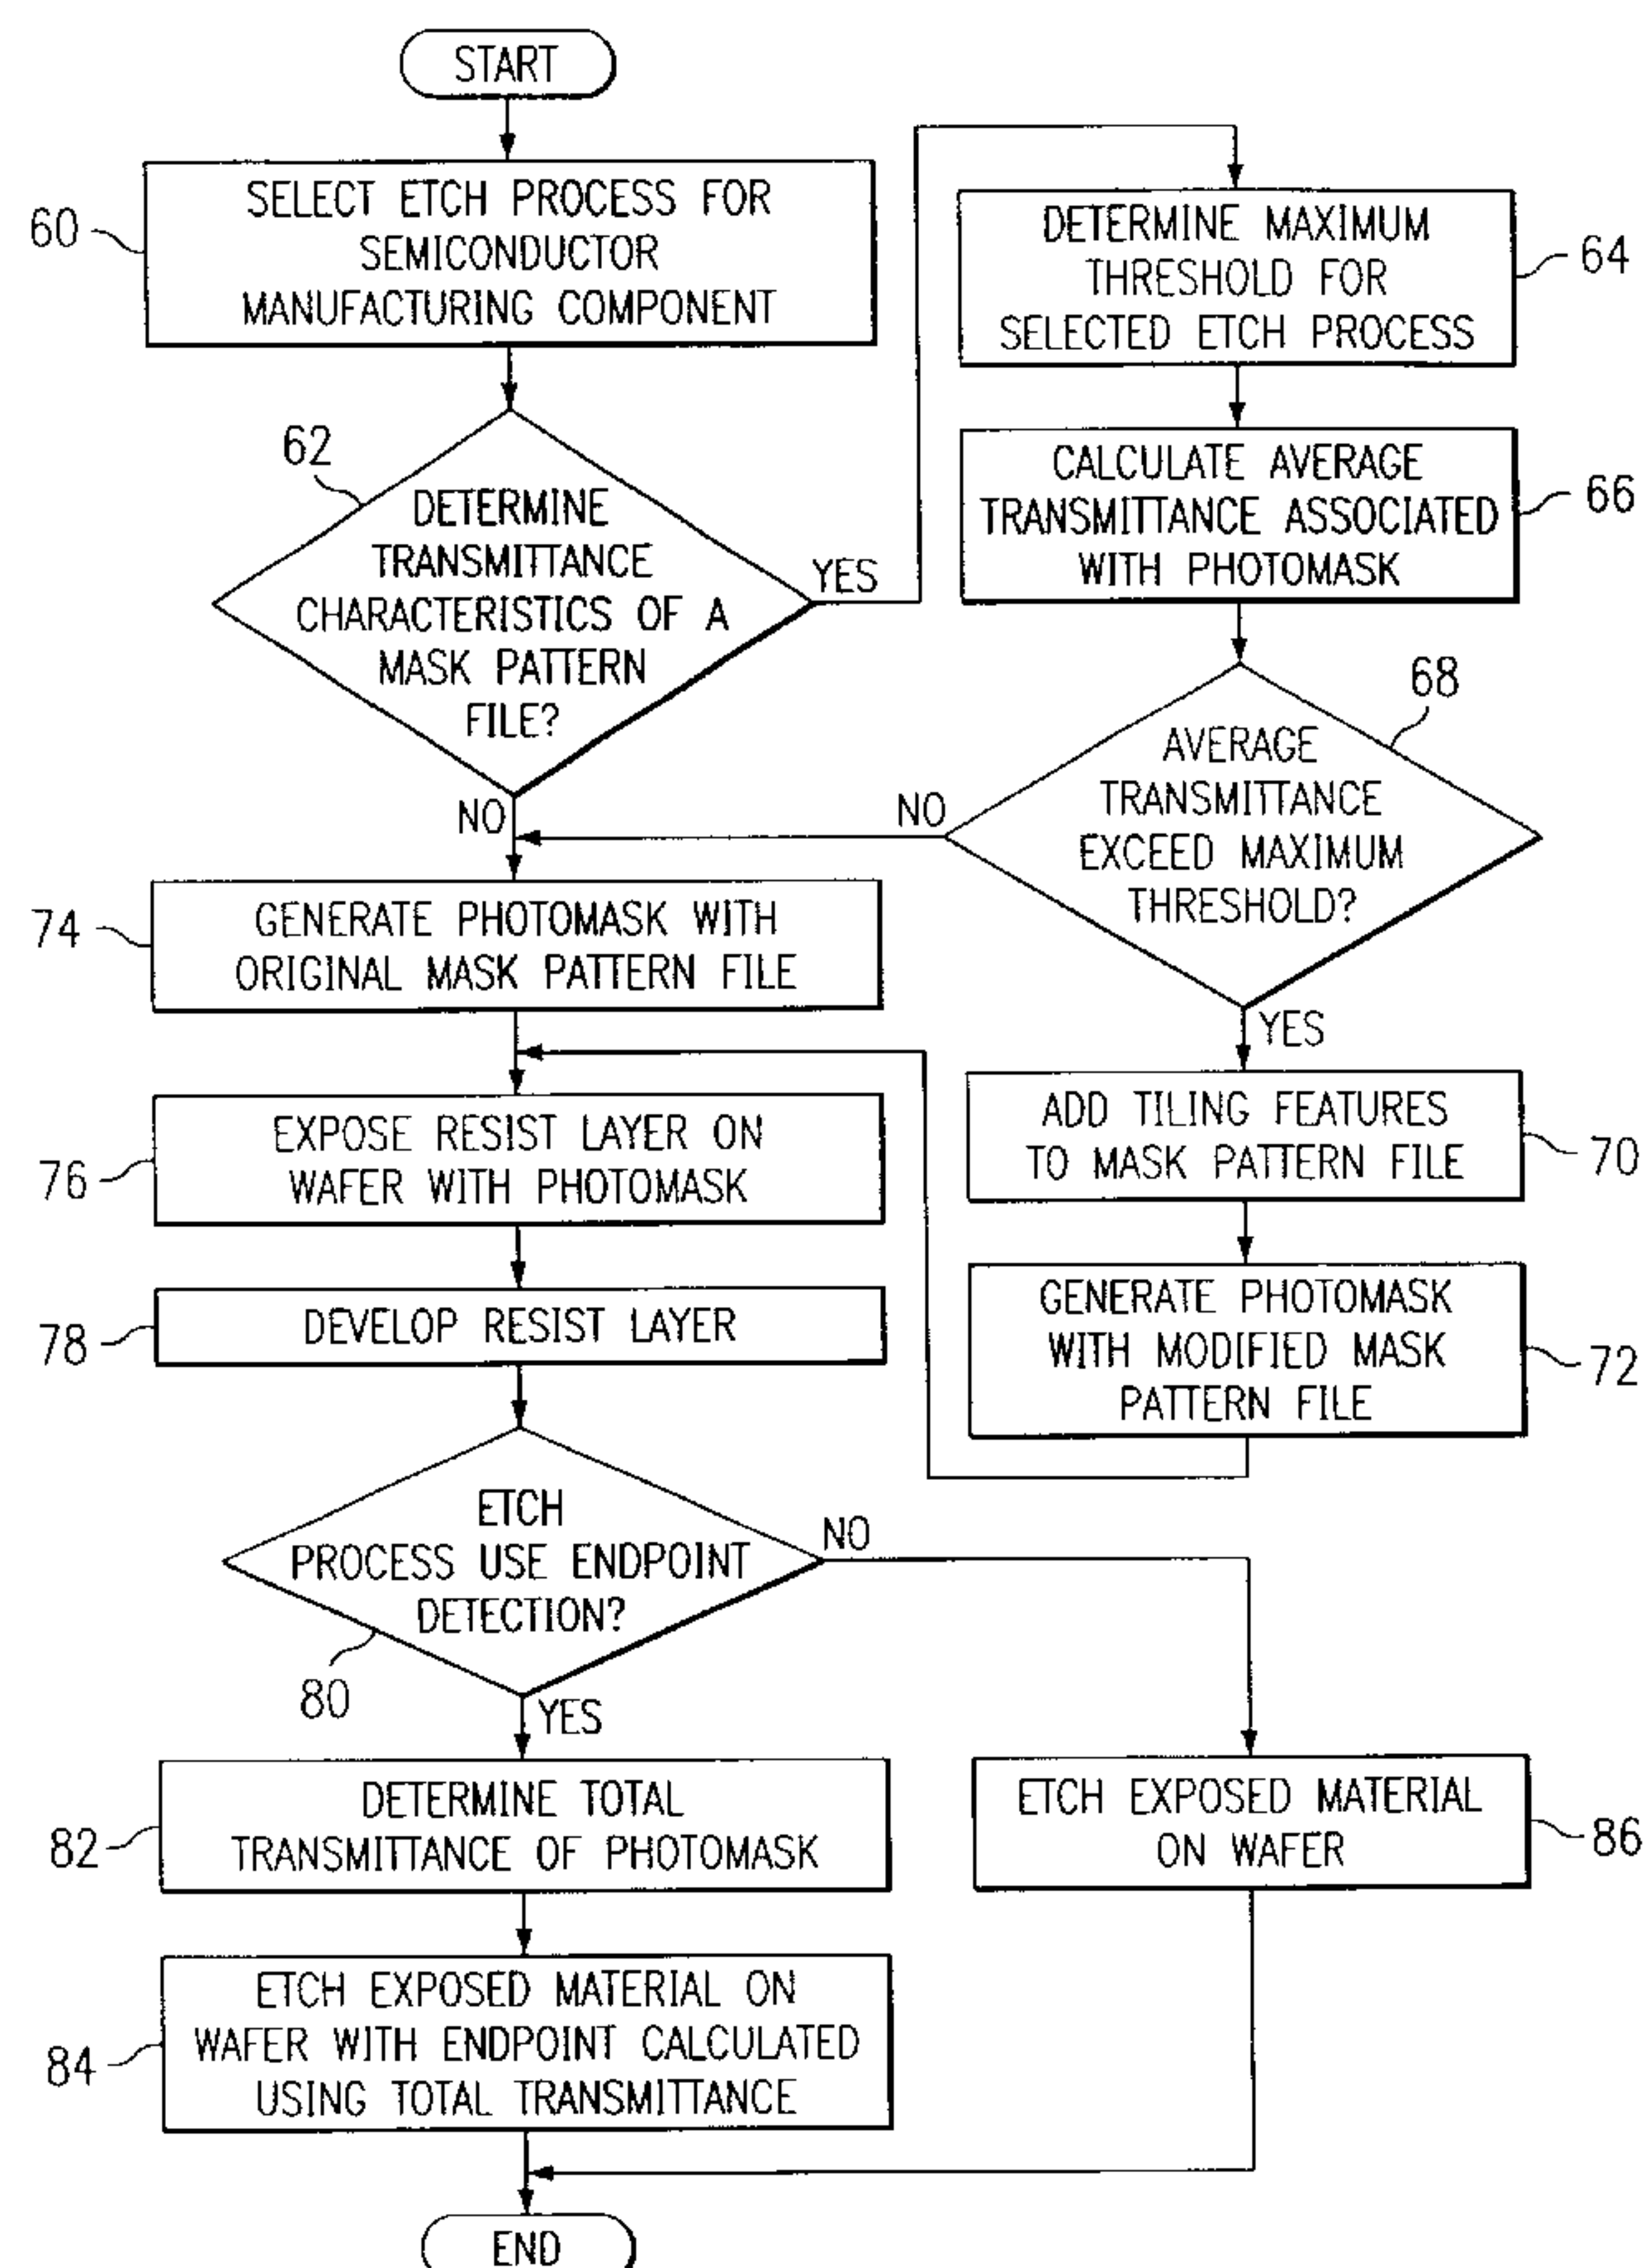 START
60
SELECT ETCH PROCESS FOR
SEMICONDUCTOR
MANUFACTURING COMPONENT
62
DETERMINE
TRANSMITTANCE
CHARACTERISTICS OF A
MASK PATTERN
FILE?
YES
NO
DETERMINE MAXIMUM
THRESHOLD FOR
SELECTED ETCH PROCESS
64
CALCULATE AVERAGE
TRANSMITTANCE ASSOCIATED
WITH PHOTOMASK
66
68
AVERAGE
TRANSMITTANCE
EXCEED MAXIMUM
THRESHOLD?
NO
YES
ADD TILING FEATURES
TO MASK PATTERN FILE
70
GENERATE PHOTOMASK
WITH MODIFIED MASK
PATTERN FILE
72
74
GENERATE PHOTOMASK WITH
ORIGINAL MASK PATTERN FILE
76
EXPOSE RESIST LAYER ON
WAFER WITH PHOTOMASK
78
DEVELOP RESIST LAYER
ETCH
PROCESS USE ENDPOINT
DETECTION?
80
NO
YES
82
DETERMINE TOTAL
TRANSMITTANCE OF PHOTOMASK
ETCH EXPOSED MATERIAL
ON WAFER
86
84
ETCH EXPOSED MATERIAL ON
WAFER WITH ENDPOINT CALCULATED
USING TOTAL TRANSMITTANCE
END